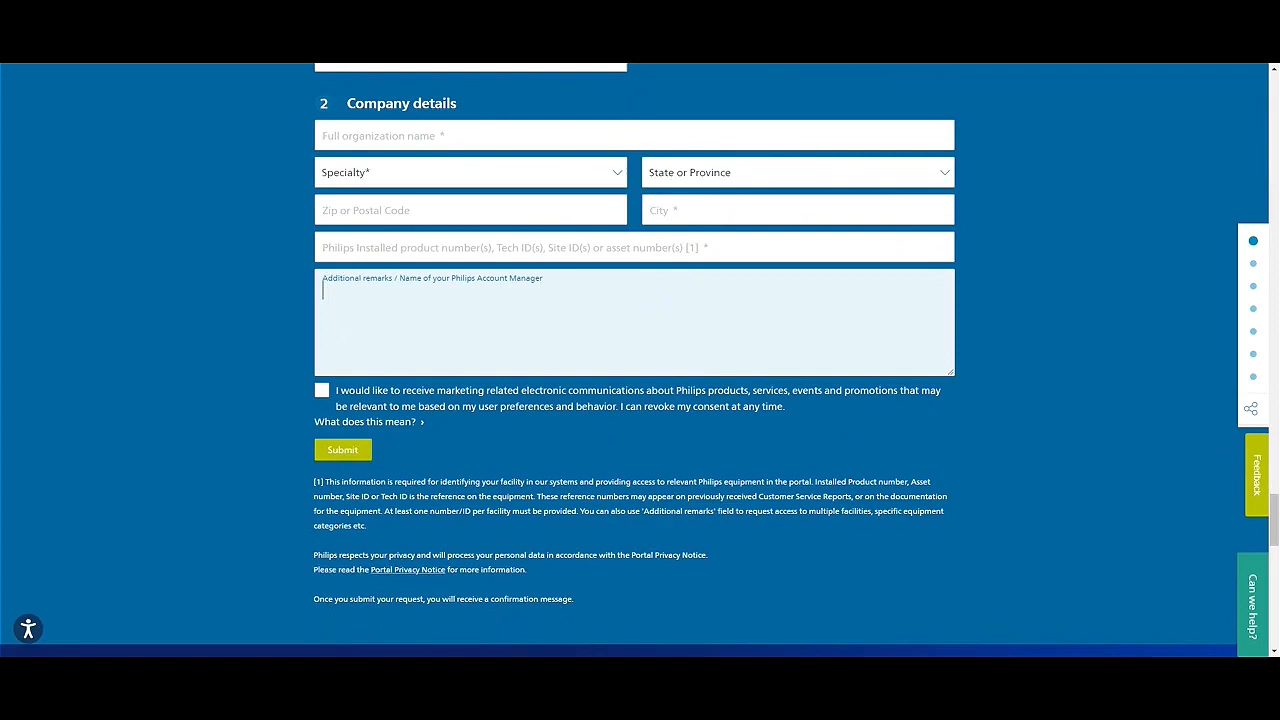 2 Company details
Full organization name *
Specialty*
State or Province
Zip or Postal Code
City *
Philips Installed product number(s), Tech ID(s), Site ID(s) or asset number(s) [1] *
Additional remarks / Name of your Philips Account Manager
I would like to receive marketing related electronic communications about Philips products, services, events and promotions that may
be relevant to me based on my user preferences and behavior. I can revoke my consent at any time.
What does this mean? ›
Submit
[1] This information is required for identifying your facility in our systems and providing access to relevant Philips equipment in the portal. Installed Product number, Asset
number, Site ID or Tech ID is the reference on the equipment. These reference numbers may appear on previously received Customer Service Reports, or on the documentation
for the equipment. At least one number/ID per facility must be provided. You can also use 'Additional remarks' field to request access to multiple facilities, specific equipment
categories etc.
Philips respects your privacy and will process your personal data in accordance with the Portal Privacy Notice.
Please read the Portal Privacy Notice for more information.
Once you submit your request, you will receive a confirmation message.
Feedback
Can we help?